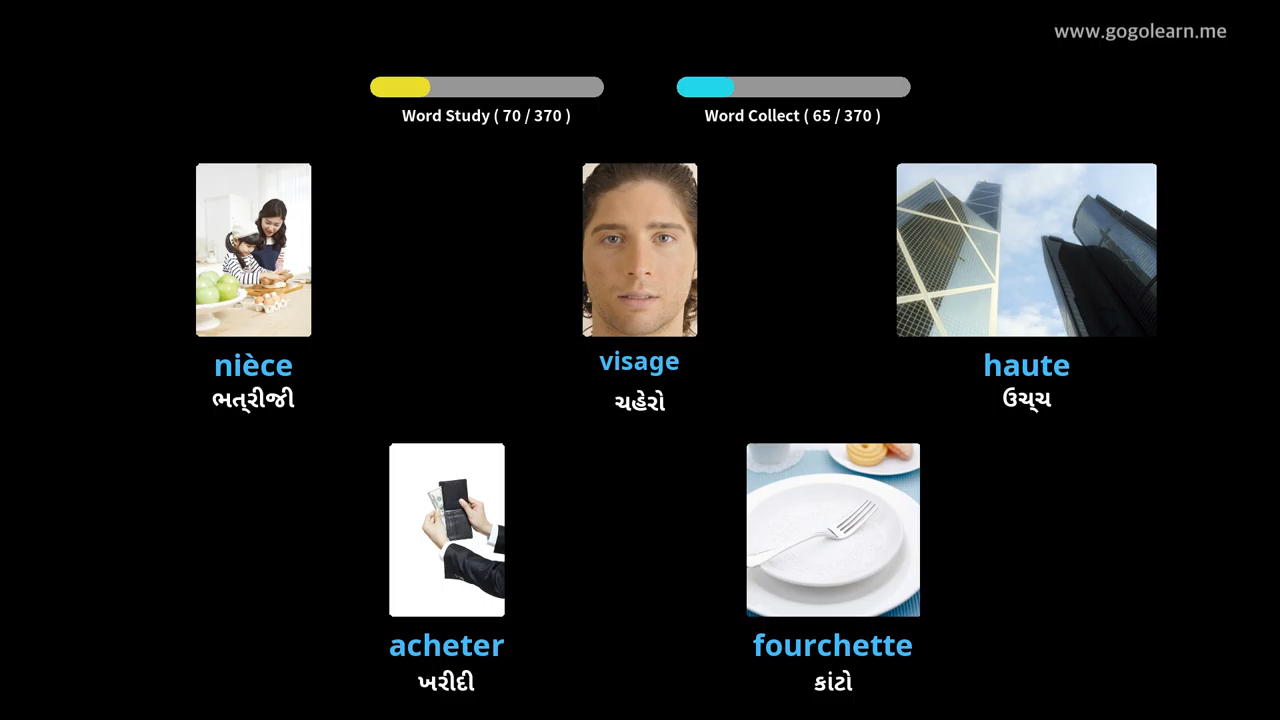 www.gogolearn.me
Word Study ( 70 / 370 )
Word Collect ( 65 / 370 )
nièce
ભત્રીજી
visage
ચહેરો
haute
ઉચ્ચ
acheter
ખરીદી
fourchette
કાંટો